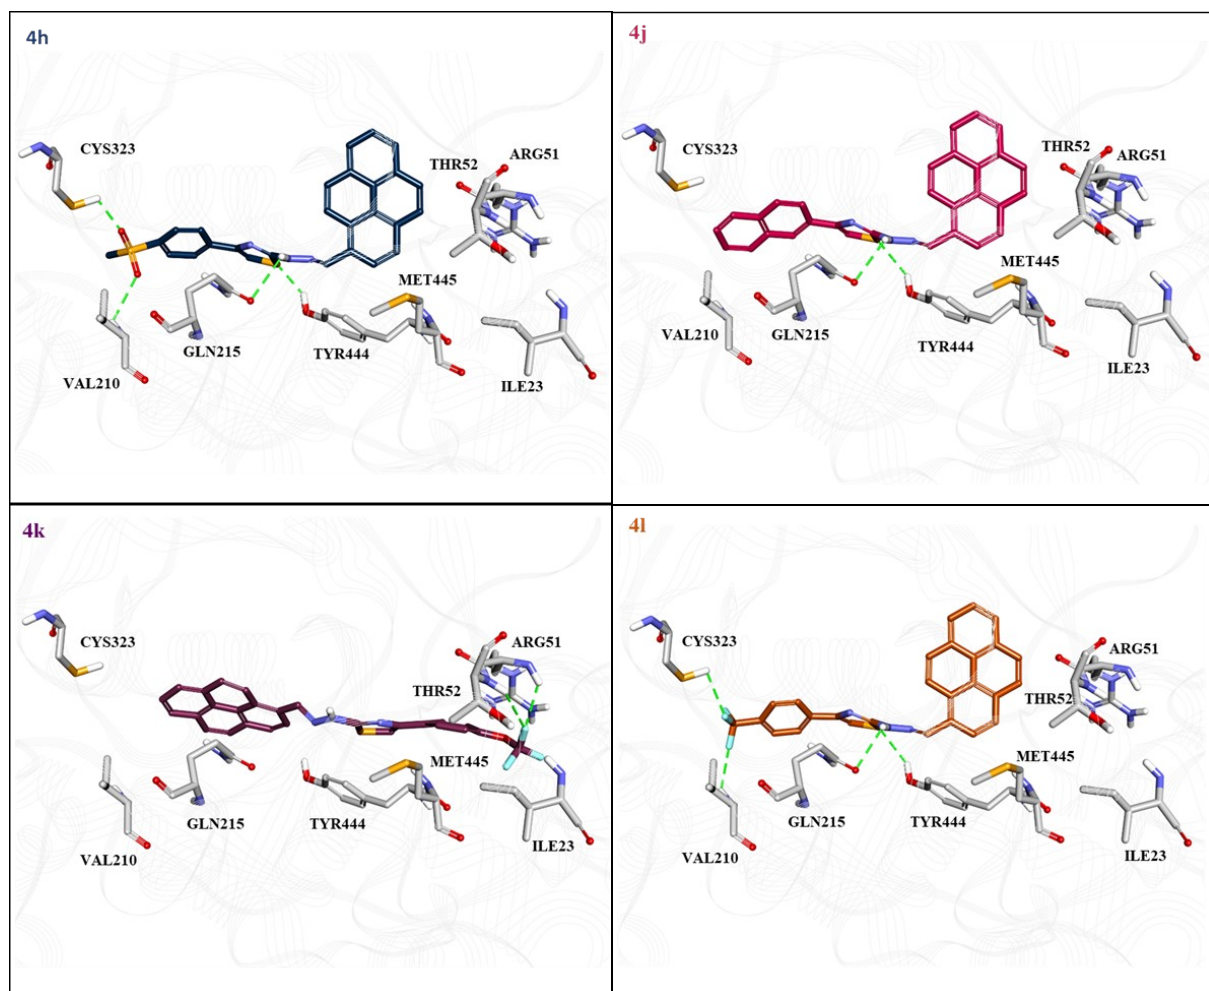 4h
CYS323
THR52
ARG51
MET445
GLN215
TYR444
VAL210
ILE23
4j
CYS323
THR52
ARG51
MET445
VAL210
GLN215
TYR444
ILE23
4k
CYS323
ARG51
THR52
MET445
GLN215
TYR444
VAL210
ILE23
4l
CYS323
ARG51
THR52
MET445
GLN215
TYR444
VAL210
ILE23